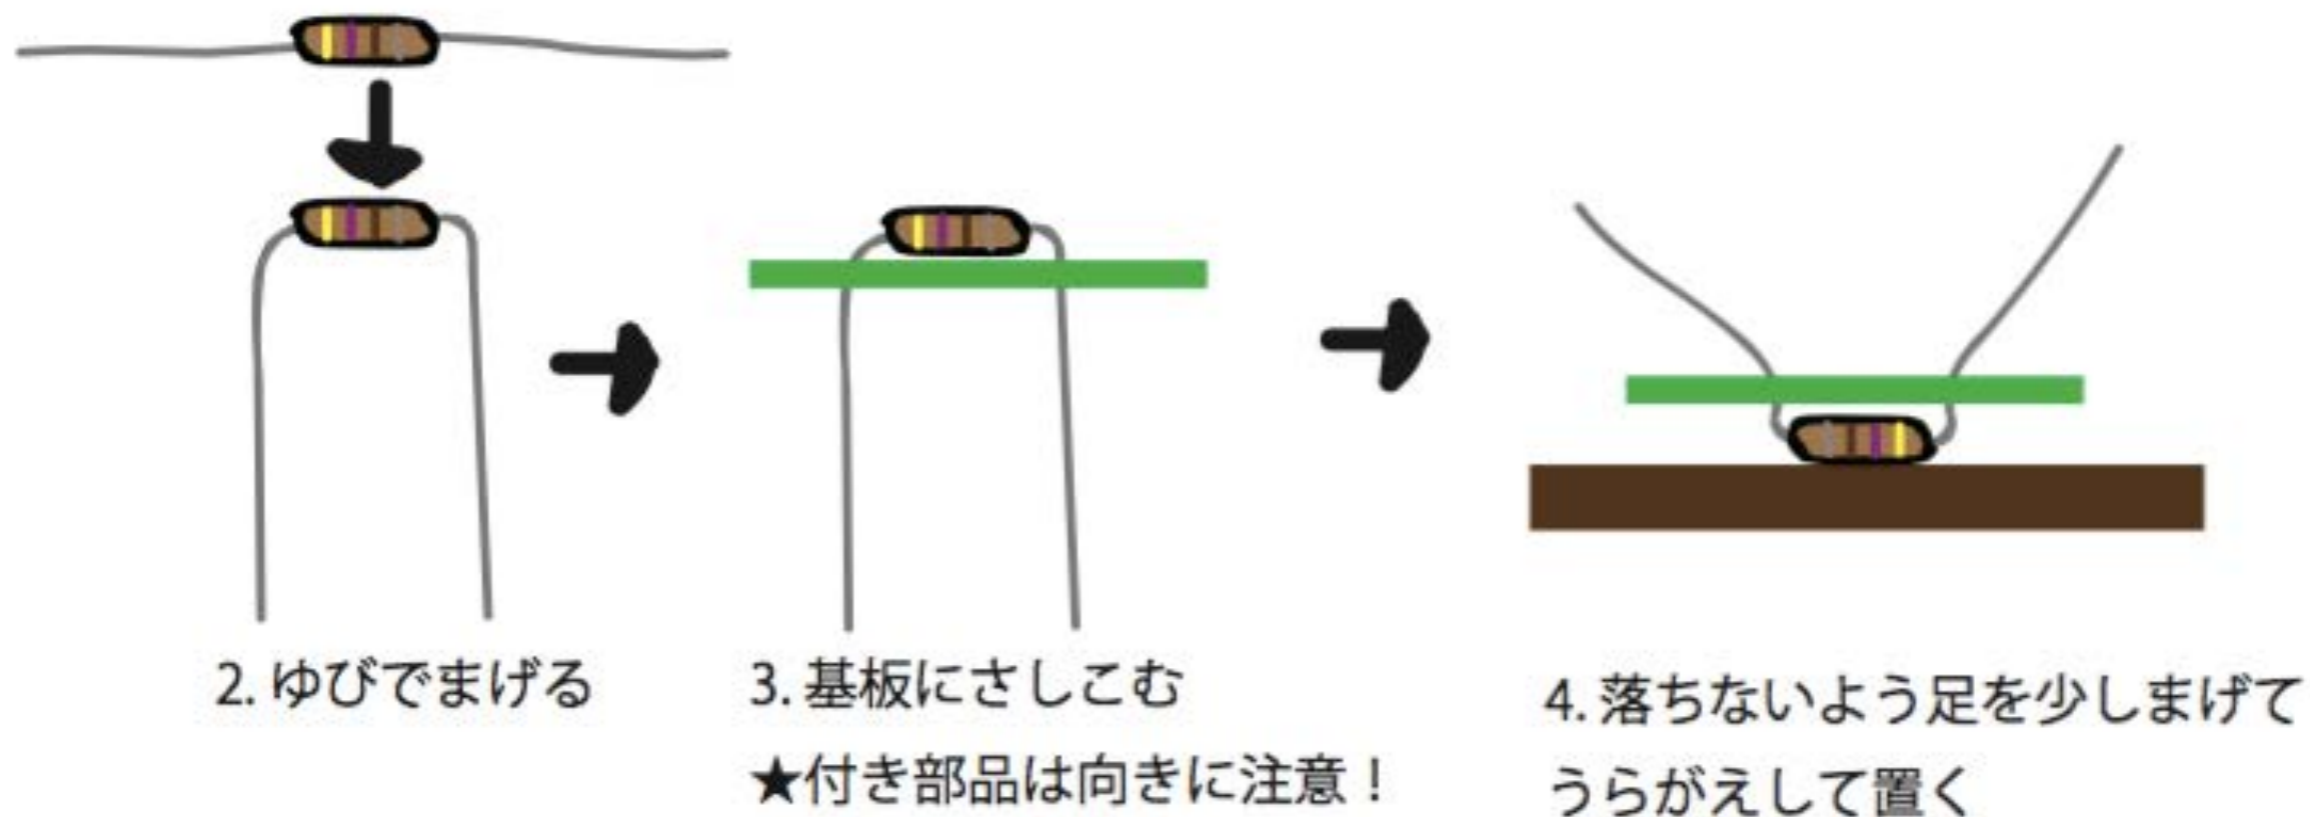 2. ゆびでまげる
3. 基板にさしこむ
★付き部品は向きに注意！
4. 落ちないよう足を少しまげて
うらがえして置く